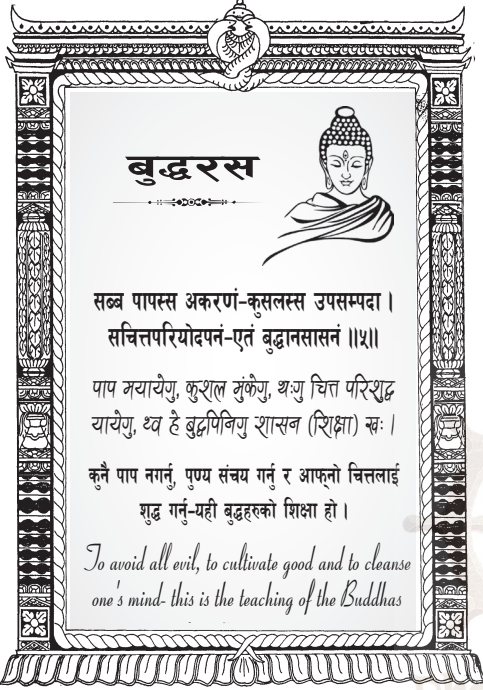 बुद्धरस
सब्ब पापस्स अकरणं-कुसलस्स उपसम्पदा ।
सचित्तपरियोदपनं-एतं बुद्धानसासनं ॥५॥
पाप मयायेगु, कुशल मुंकेगु, थःगु चित्त परिशुद्ध
यायेगु, थ्व हे बुद्धपिनिगु शासन (शिक्षा) खः ।
कुनै पाप नगर्नु, पुण्य संचय गर्नु र आफ्नो चित्तलाई
शुद्ध गर्नु-यही बुद्धहरुको शिक्षा हो ।
To avoid all evil, to cultivate good and to cleanse
one's mind- this is the teaching of the Buddhas